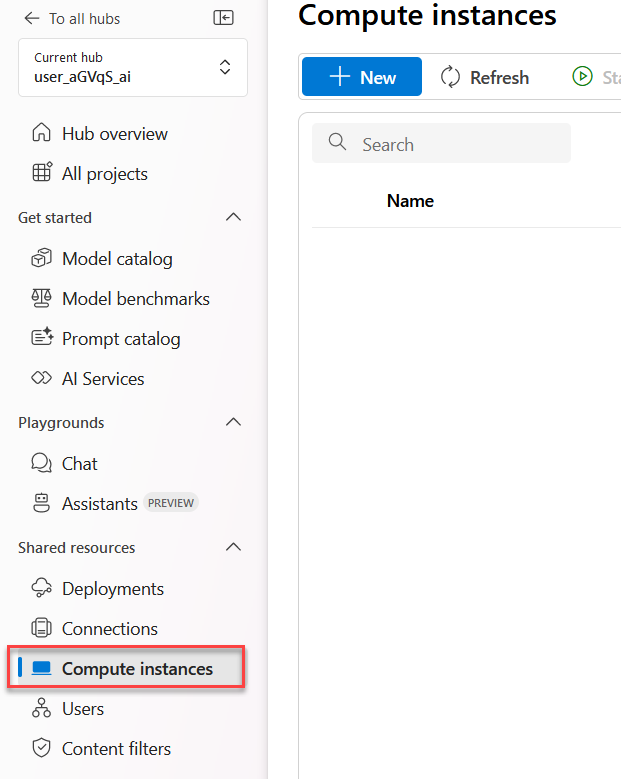 To all hubs
Current hub
user_aGVqS_ai
Hub overview
All projects
Get started
Model catalog
Model benchmarks
Prompt catalog
AI Services
Playgrounds
Chat
Assistants PREVIEW
Shared resources
Deployments
Connections
Compute instances
Users
Content filters
Compute instances
New Refresh Sta
Search
Name